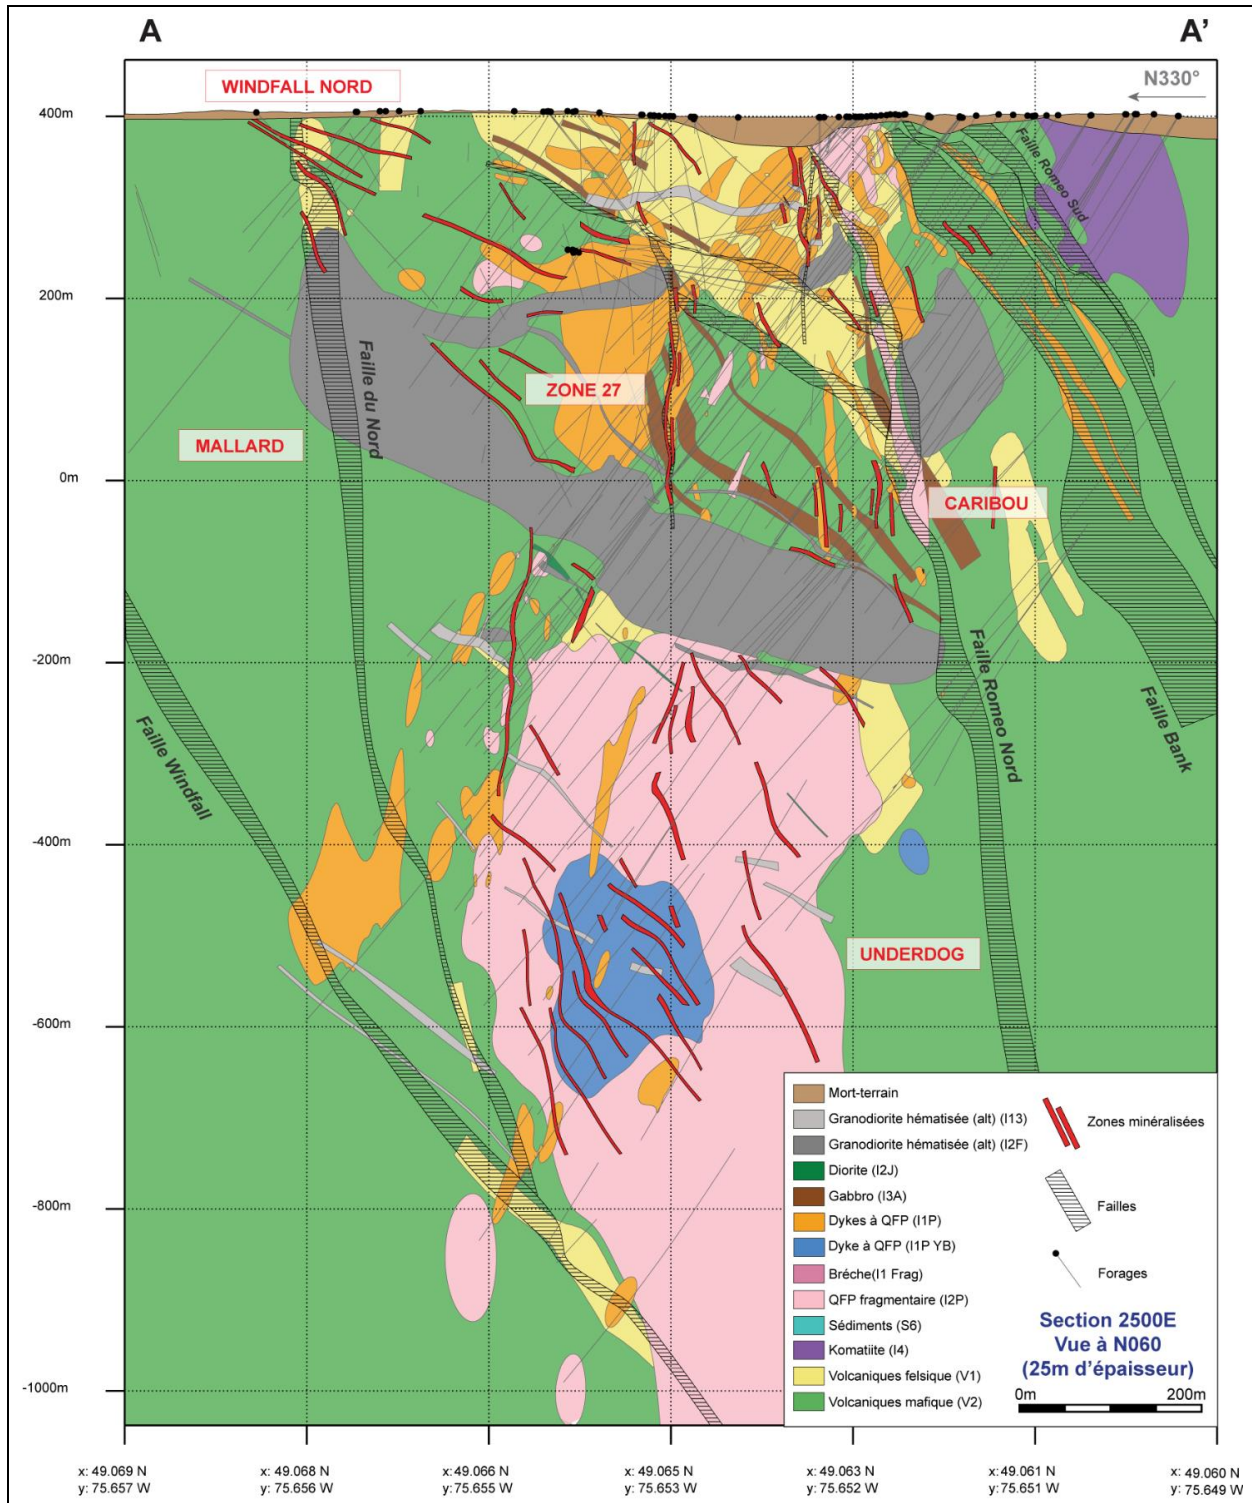 A
A'
WINDFALL NORD
N330°
400m
Faille Romeo Sud
200m
Faille du Nord
ZONE 27
MALLARD
0m
CARIBOU
-200m
Faille Windfall
Faille Romeo Nord
Faille Bank
-400m
UNDERDOG
-600m
-800m
-1000m
Mort-terrain
Granodiorite hématisée (alt) (I13)
Granodiorite hématisée (alt) (I2F)
Diorite (I2J)
Gabbro (I3A)
Dykes à QFP (I1P)
Dyke à QFP (I1P YB)
Bréche(I1 Frag)
QFP fragmentaire (I2P)
Sédiments (S6)
Komatiite (I4)
Volcaniques felsique (V1)
Volcaniques mafique (V2)
Zones minéralisées
Failles
Forages
Section 2500E
Vue à N060
(25m d'épaisseur)
0m 200m
x: 49.069 N
y: 75.657 W
x: 49.068 N
y: 75.656 W
x: 49.066 N
y: 75.655 W
x: 49.065 N
y: 75.653 W
x: 49.063 N
y: 75.652 W
x: 49.061 N
y: 75.651 W
x: 49.060 N
y: 75.649 W